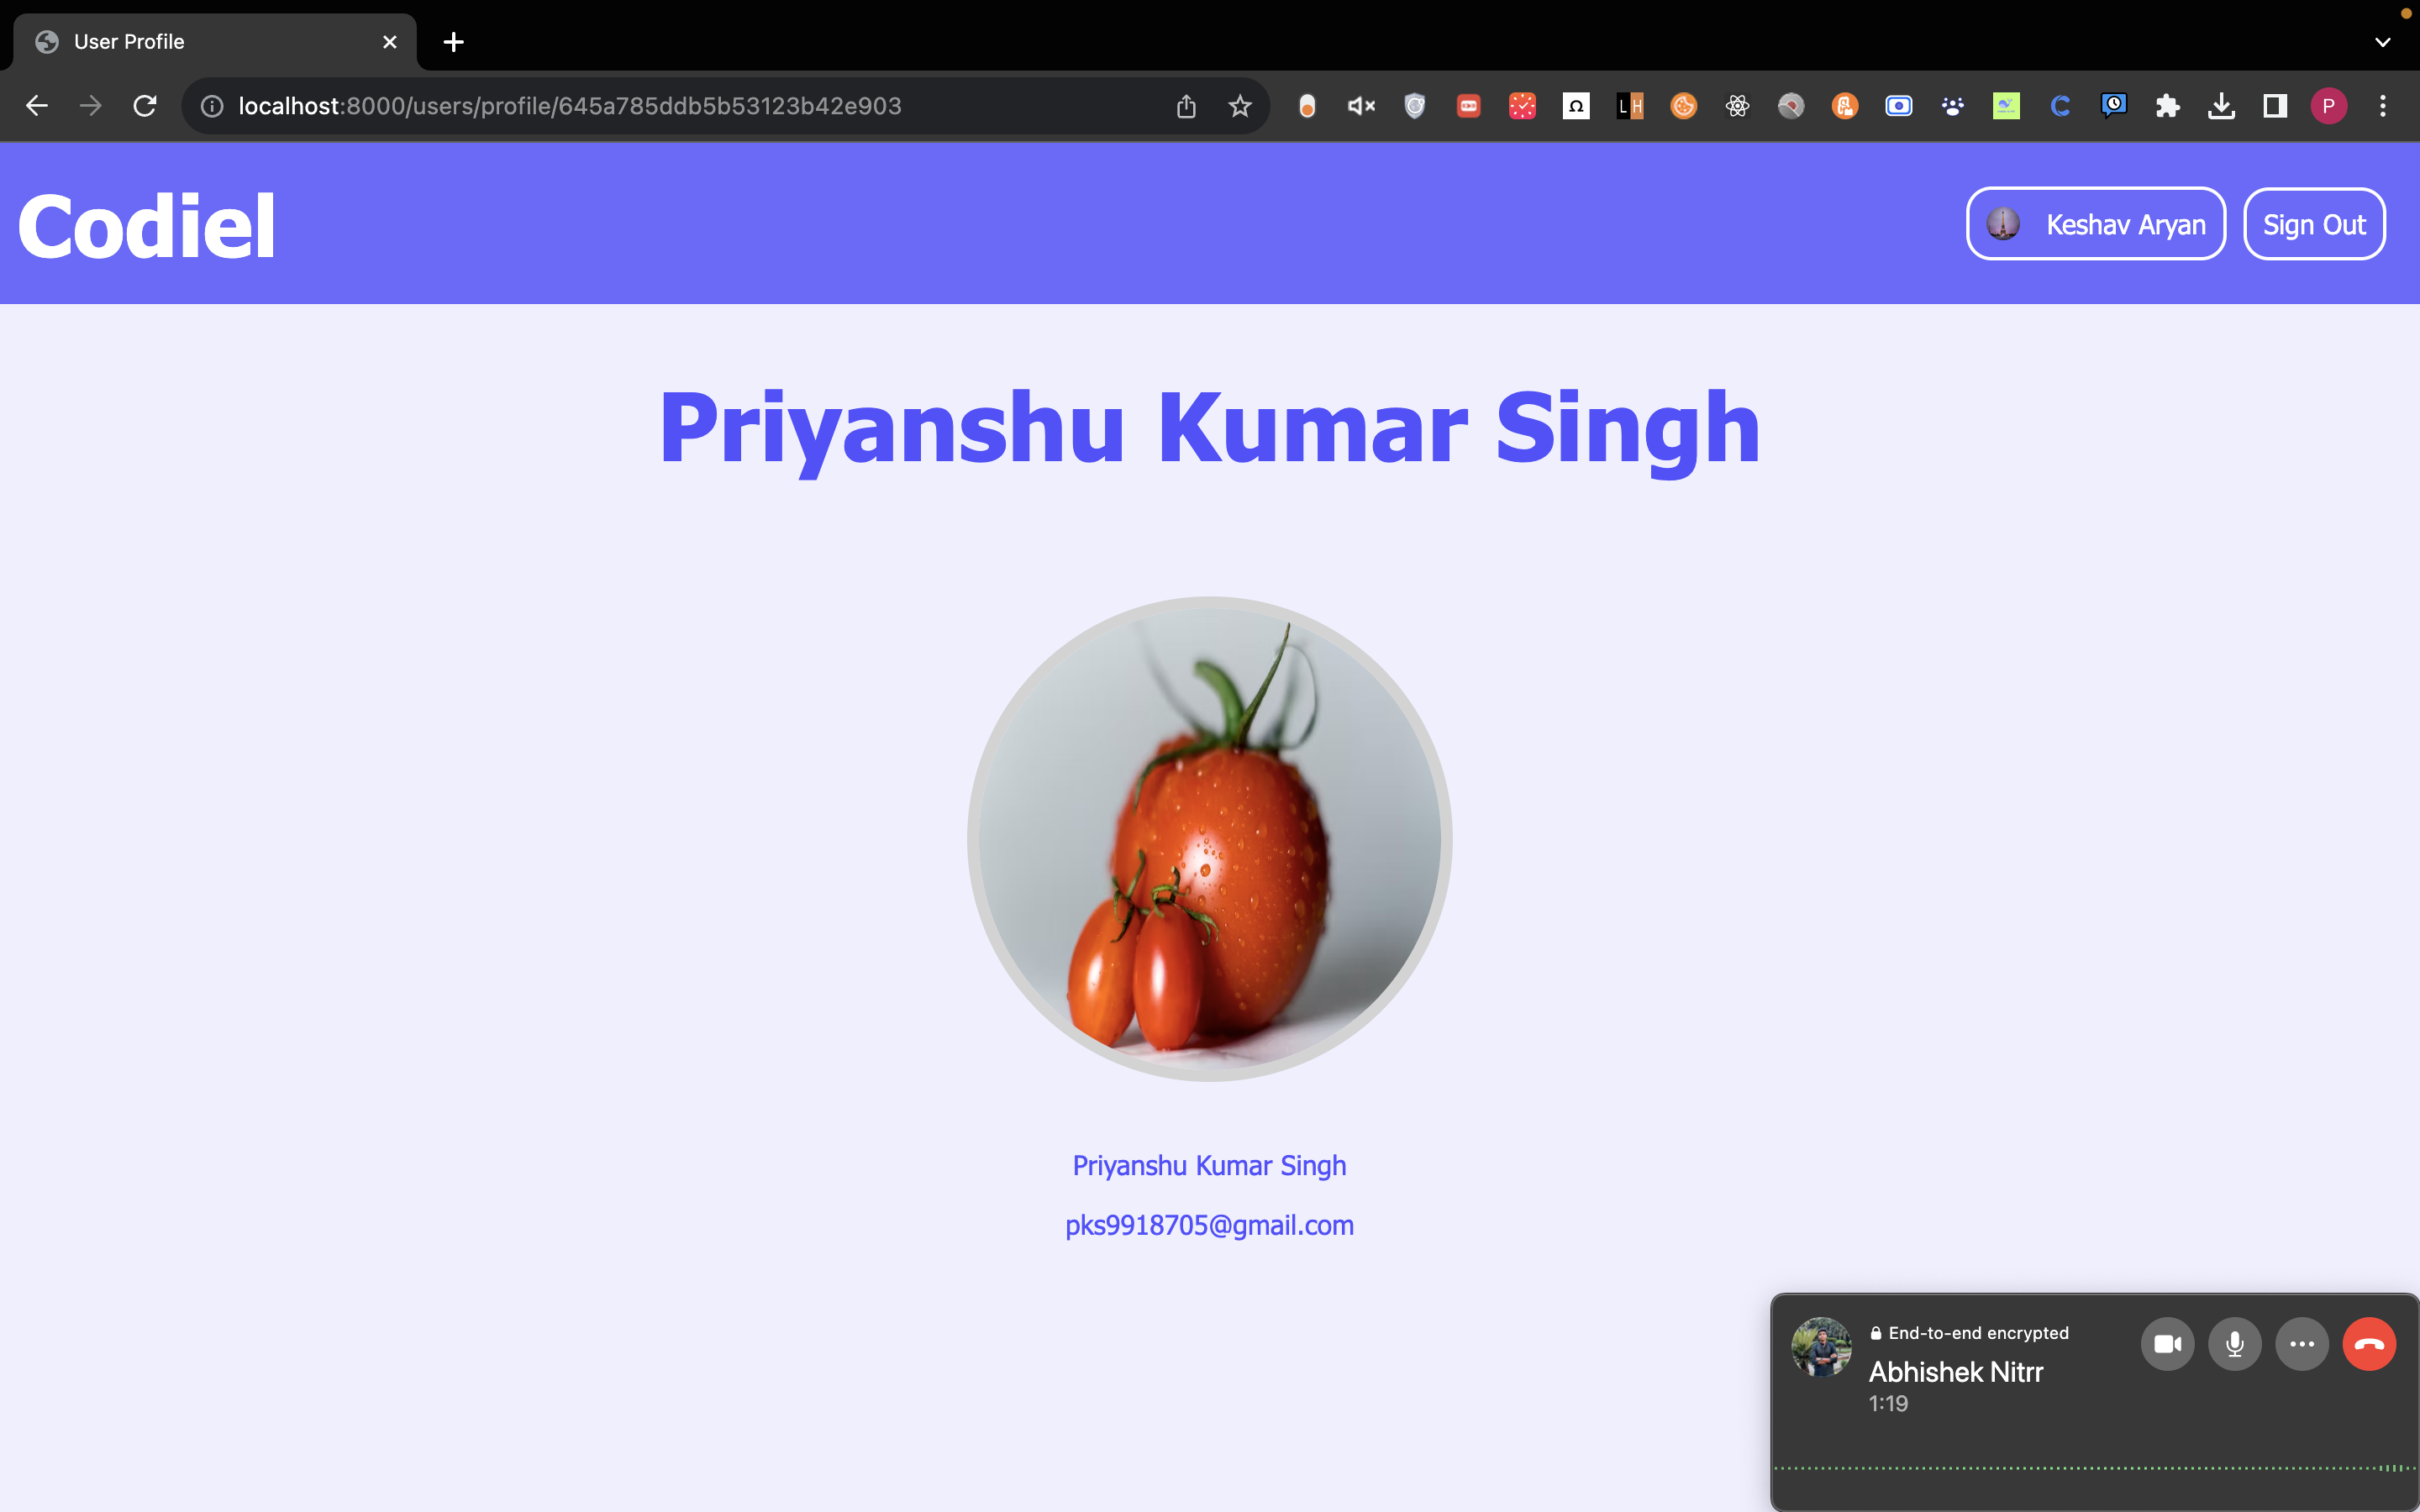 User Profile
localhost:8000/users/profile/645a785ddb5b53123b42e903
Ω
L H
P
Codiel
Keshav Aryan
Sign Out
Priyanshu Kumar Singh
Priyanshu Kumar Singh
pks9918705@gmail.com
End-to-end encrypted
Abhishek Nitrr
1:19